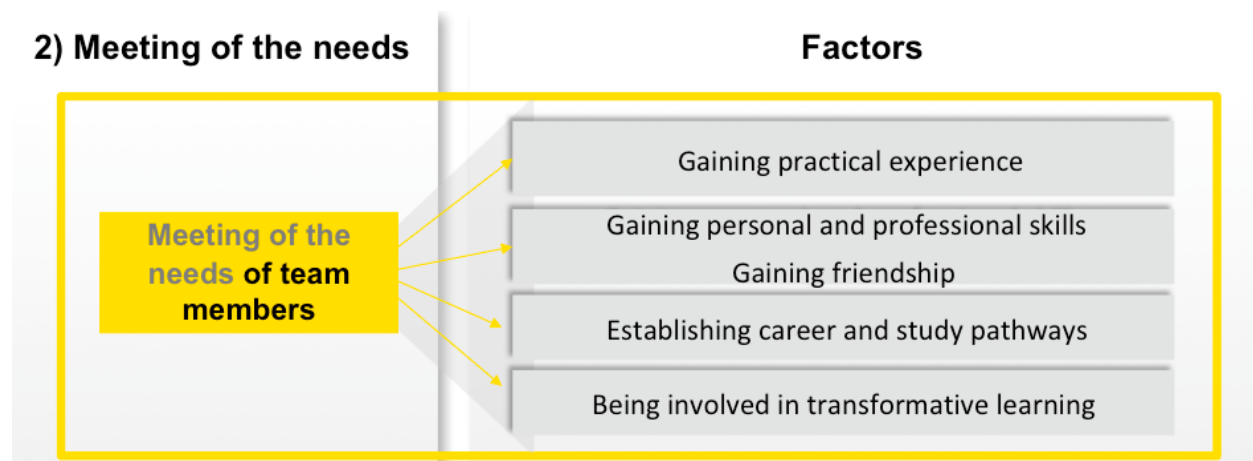 2) Meeting of the needs
Factors
Meeting of the
needs of team
members
Gaining practical experience
Gaining personal and professional skills
Gaining friendship
Establishing career and study pathways
Being involved in transformative learning